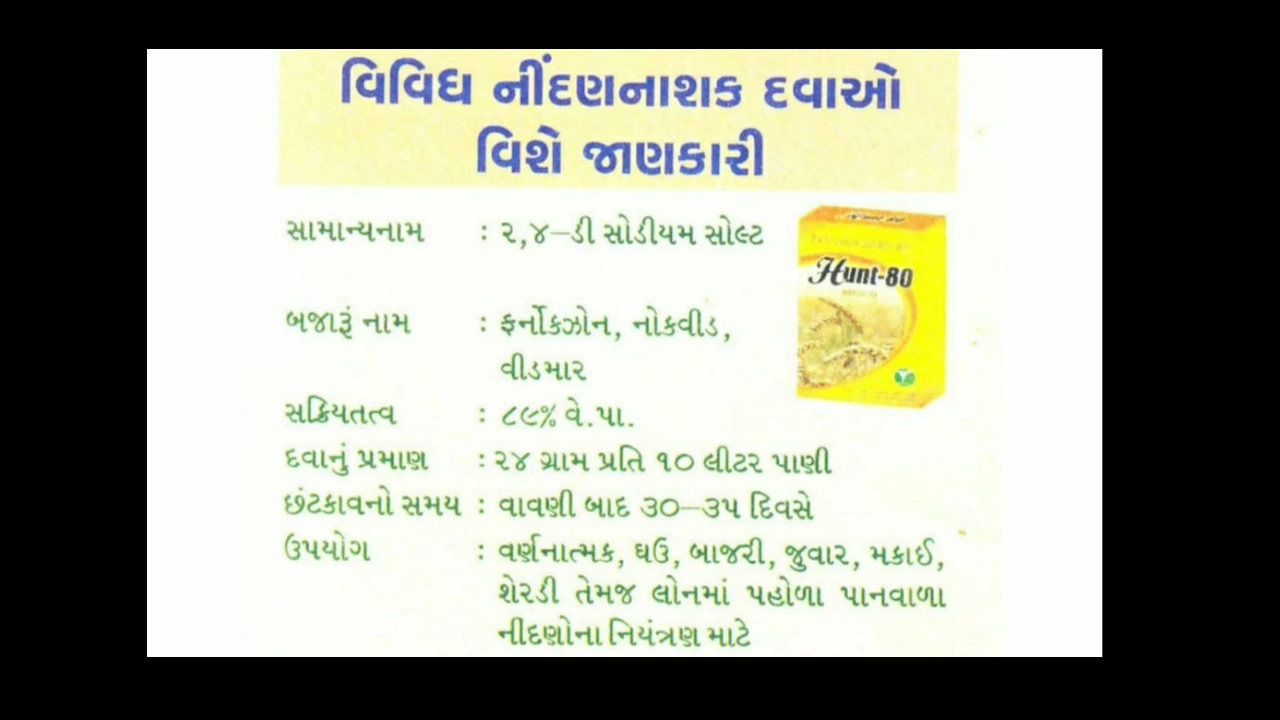 વિવિધ નીંદણનાશક દવાઓ
વિશે જાણકારી
સામાન્યનામ : ૨,૪–ડી સોડીયમ સોલ્ટ
Hunt-80
બજારૂં નામ : ફર્નોકઝોન, નોકવીડ,
વીડમાર
સક્રિયતત્વ : ૮૯% વે.પા.
દવાનું પ્રમાણ : ૨૪ ગ્રામ પ્રતિ ૧૦ લીટર પાણી
છંટકાવનો સમય : વાવણી બાદ ૩૦–૩૫ દિવસે
ઉપયોગ : વર્ણનાત્મક, ઘઉ, બાજરી, જુવાર, મકાઈ,
શેરડી તેમજ લોનમાં પહોળા પાનવાળા
નીદણોના નિયંત્રણ માટે